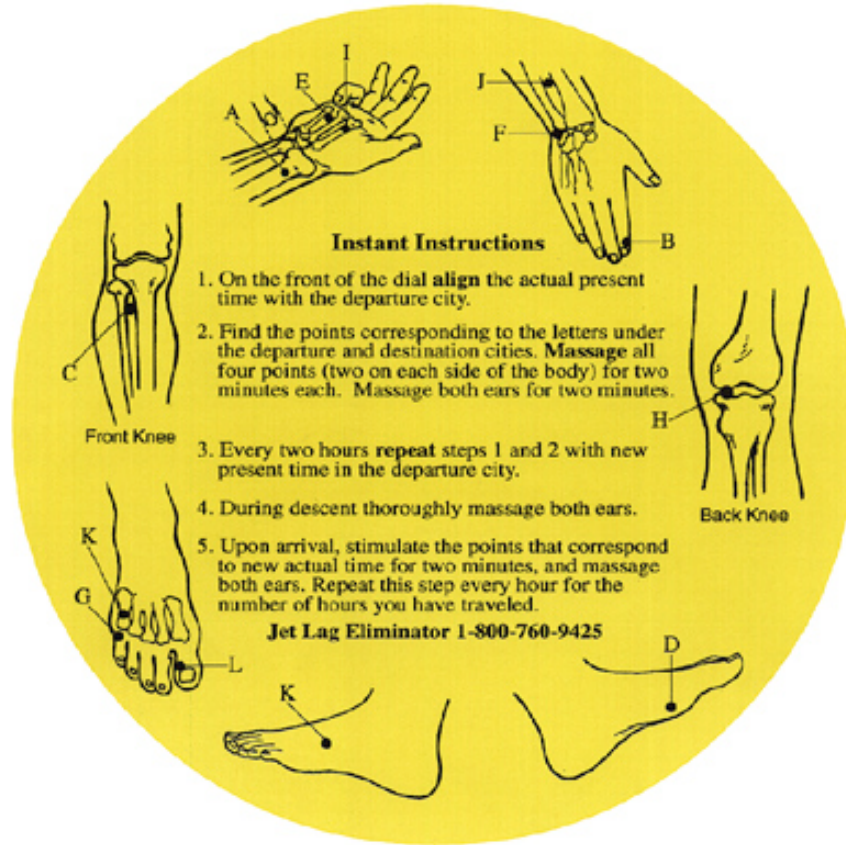 I
E
A
J
F
B
Instant Instructions
1. On the front of the dial align the actual present
time with the departure city.
2. Find the points corresponding to the letters under
the departure and destination cities. Massage all
four points (two on each side of the body) for two
minutes each. Massage both ears for two minutes.
C
H
Front Knee
3. Every two hours repeat steps 1 and 2 with new
present time in the departure city.
4. During descent thoroughly massage both ears.
Back Knee
K
5. Upon arrival, stimulate the points that correspond
to new actual time for two minutes, and massage
both ears. Repeat this step every hour for the
number of hours you have traveled.
G
Jet Lag Eliminator 1-800-760-9425
L
D
K